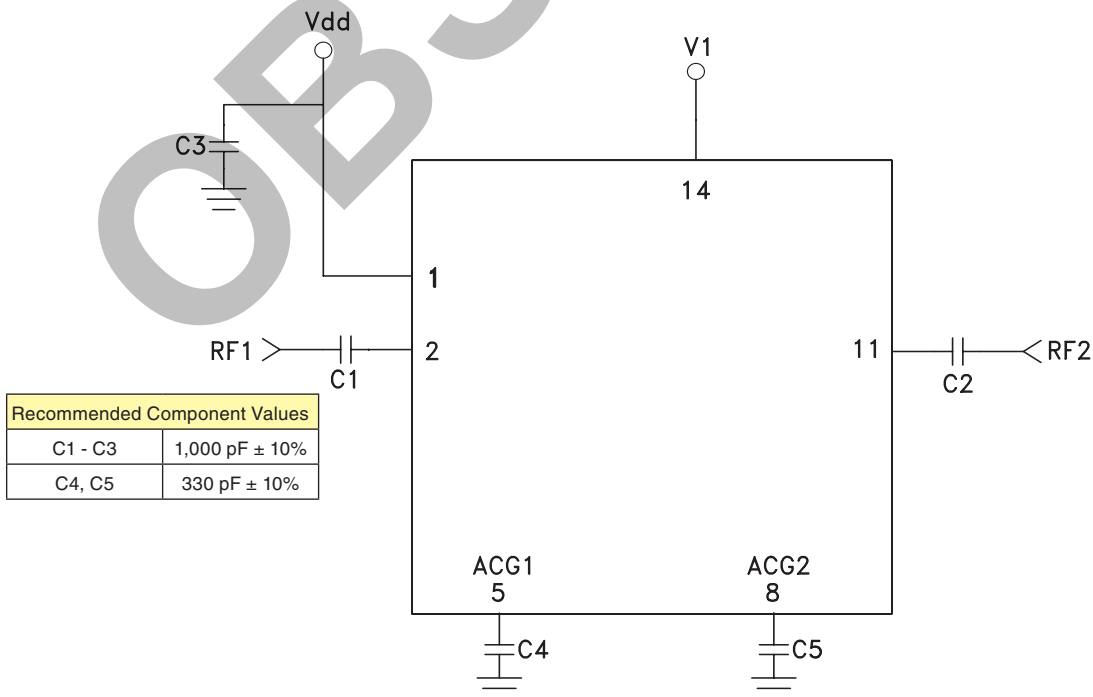 OBS
Vdd
V1
C3
14
1
2
RF1
C1
11
RF2
C2
Recommended Component Values
C1 - C3 1,000 pF ± 10%
C4, C5 330 pF ± 10%
ACG1
5
ACG2
8
C4
C5